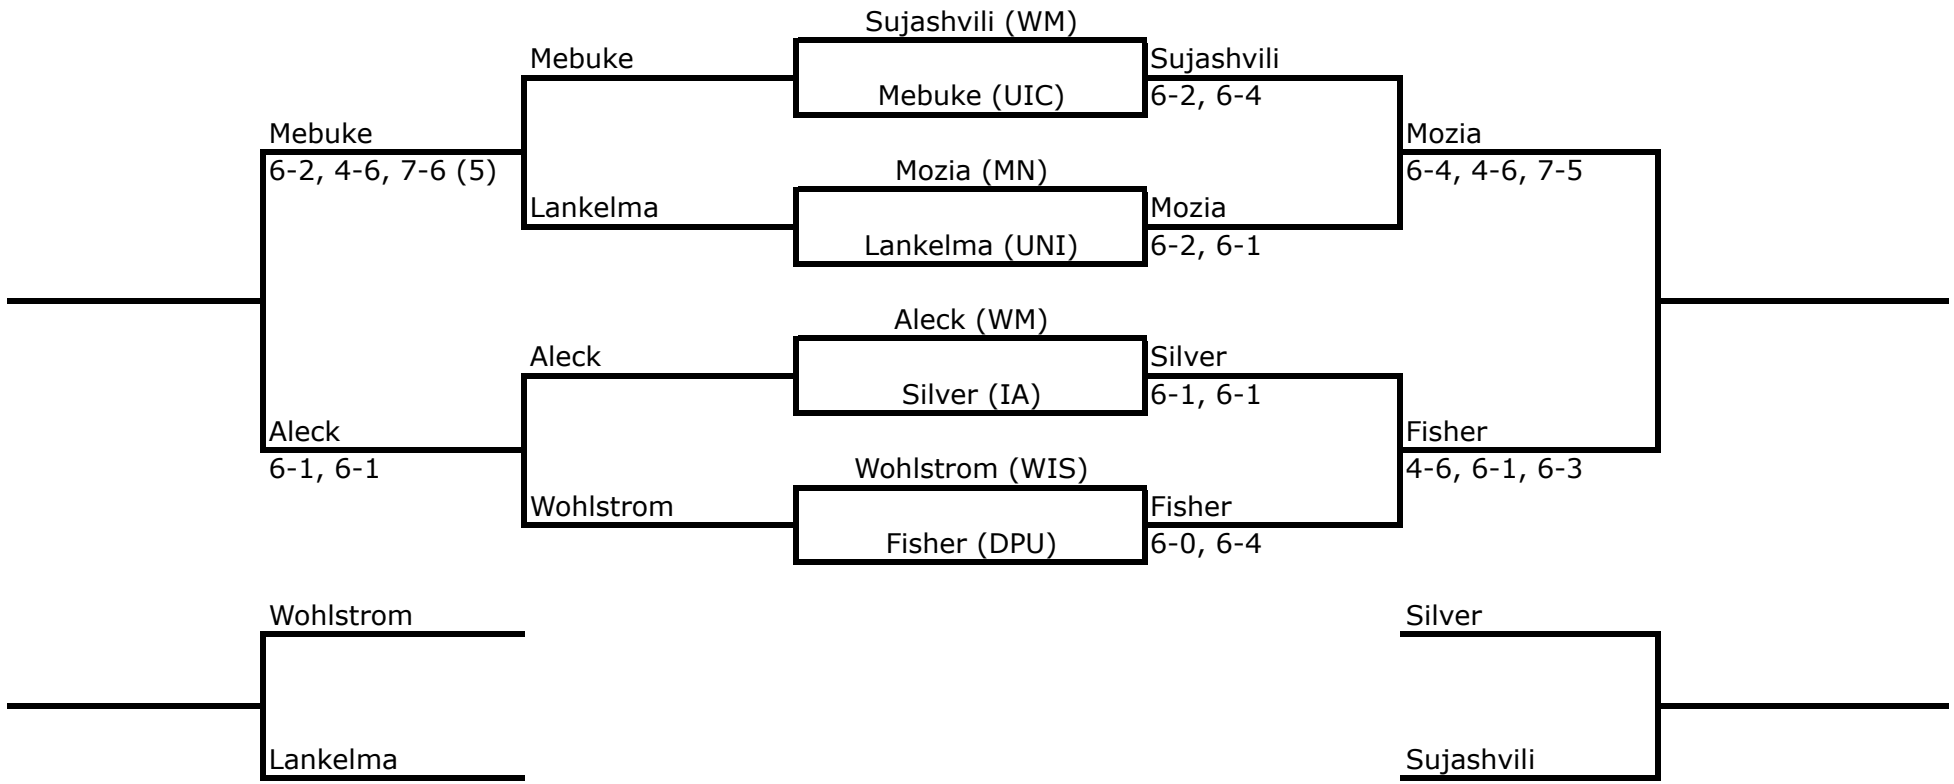 Sujashvili (WM)
Mebuke
Sujashvili
Mebuke (UIC)
6-2, 6-4
Mebuke
Mozia
6-2, 4-6, 7-6 (5)
Mozia (MN)
6-4, 4-6, 7-5
Lankelma
Mozia
Lankelma (UNI)
6-2, 6-1
Aleck (WM)
Aleck
Silver
Silver (IA)
6-1, 6-1
Aleck
Fisher
6-1, 6-1
Wohlstrom (WIS)
4-6, 6-1, 6-3
Wohlstrom
Fisher
Fisher (DPU)
6-0, 6-4
Wohlstrom
Silver
Lankelma
Sujashvili